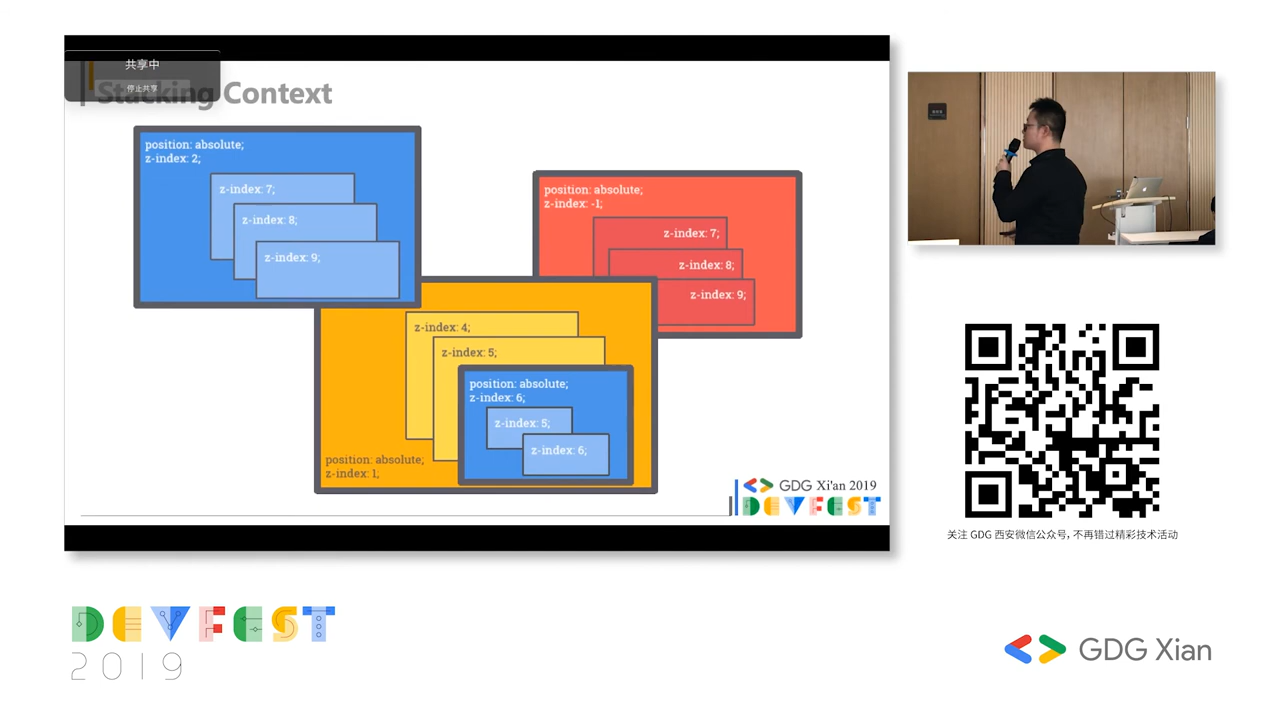 共享中
停止共享
Stacking Context
position: absolute;
z-index: 2;
z-index: 7;
z-index: 8;
z-index: 9;
position: absolute;
z-index: -1;
z-index: 7;
z-index: 8;
z-index: 9;
z-index: 4;
z-index: 5;
position: absolute;
z-index: 6;
z-index: 5;
z-index: 6;
position: absolute;
z-index: 1;
GDG Xi'an 2019
DEVFEST
关注 GDG 西安微信公众号, 不再错过精彩技术活动
DEVFEST
2019
GDG Xian